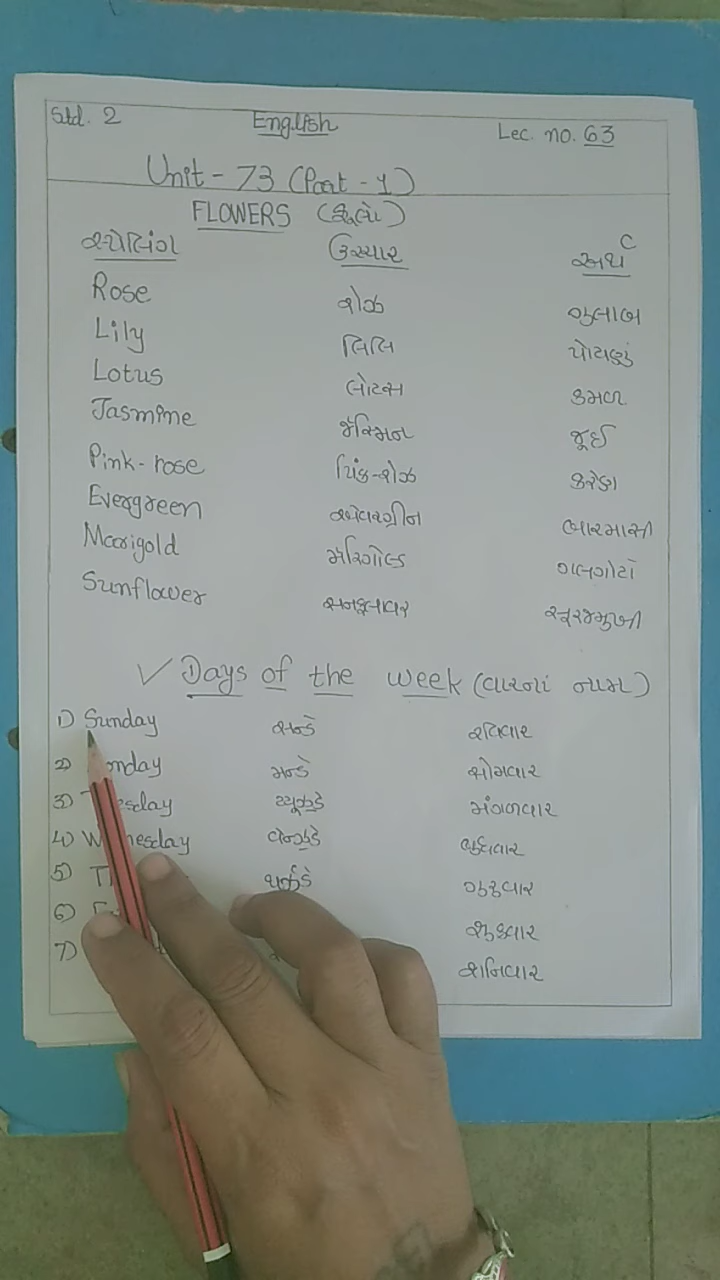 Std. 2 English Lec. no. 63
Unit - 73 (Part - 1)
FLOWERS (ફૂલો)
સ્પેલિંગ ઉચ્ચાર અર્થ
Rose રોઝ ગુલાબ
Lily લિલિ પોયણું
Lotus લોટસ કમળ
Jasmine જૅસ્મિન જૂઈ
Pink-rose પિંક-રોઝ કરેણ
Evergreen એવરગ્રીન બારમાસી
Marigold મૅરિગોલ્ડ ગલગોટો
Sunflower સનફ્લાવર સૂરજમુખી
✓ Days of the week (વારનાં નામ)
1) Sunday સન્ડે રવિવાર
2) મન્ડે સોમવાર
3) ટ્યૂઝડે મંગળવાર
4) વેન્ઝડે બુધવાર
5) થર્ઝડે ગુરુવાર
6) શુક્રવાર
7) શનિવાર